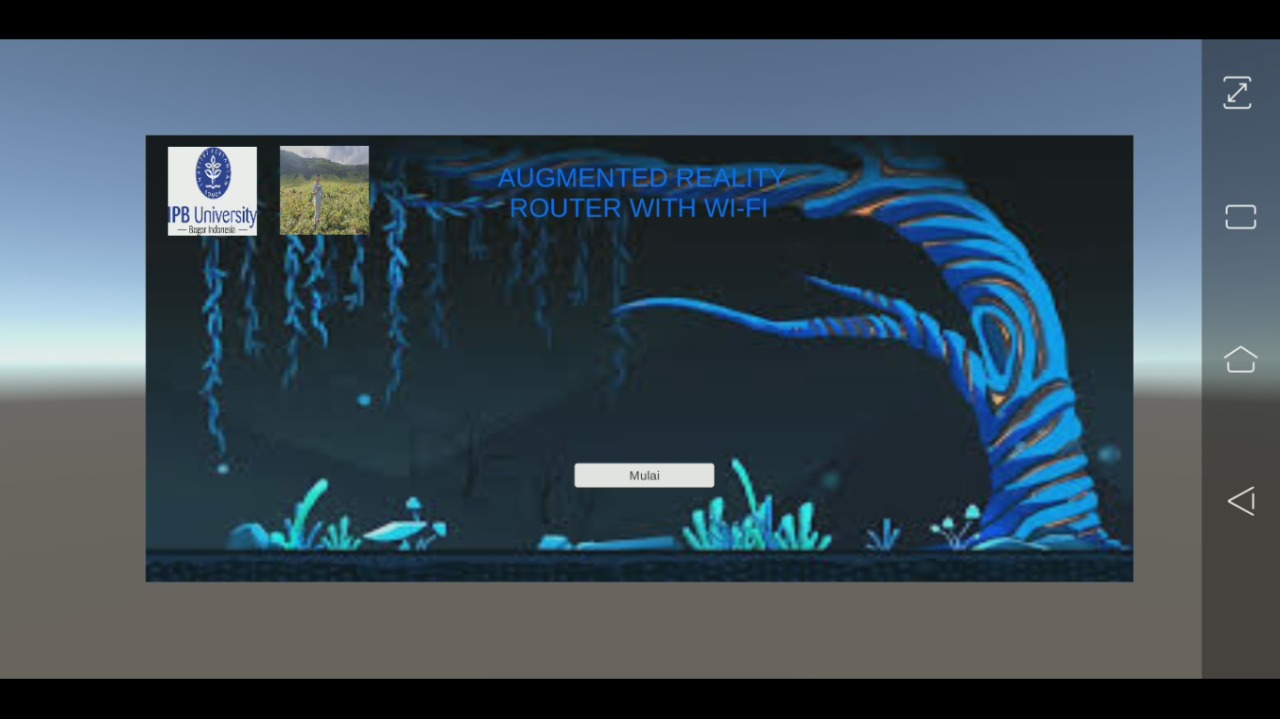 IPB University
— Bogor Indonesia —
AUGMENTED REALITY
ROUTER WITH WI-FI
Mulai